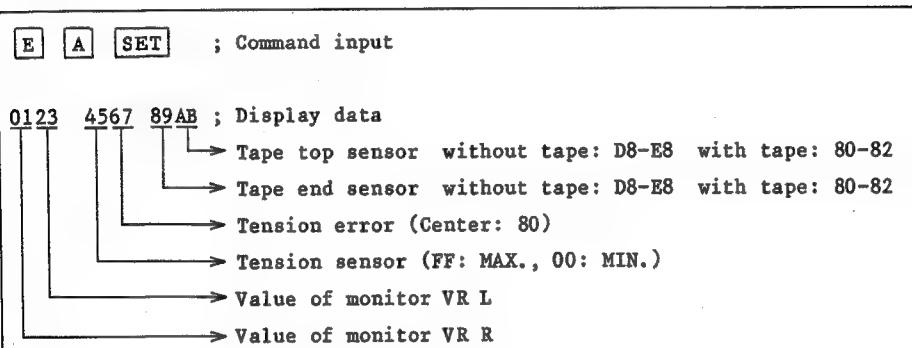 E A SET ; Command input
0123 4567 89AB ; Display data
Tape top sensor without tape: D8-E8 with tape: 80-82
Tape end sensor without tape: D8-E8 with tape: 80-82
Tension error (Center: 80)
Tension sensor (FF: MAX., 00: MIN.)
Value of monitor VR L
Value of monitor VR R